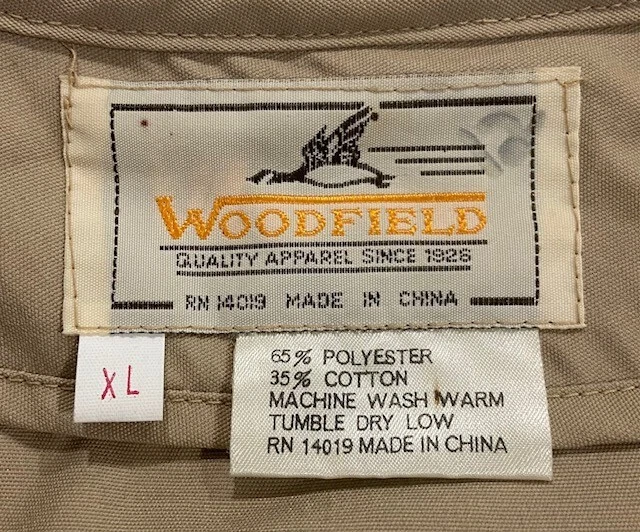 WOODFIELD
QUALITY APPAREL SINCE 1926
RN 14019 MADE IN CHINA
XL
65% POLYESTER
35% COTTON
MACHINE WASH WARM
TUMBLE DRY LOW
RN 14019 MADE IN CHINA